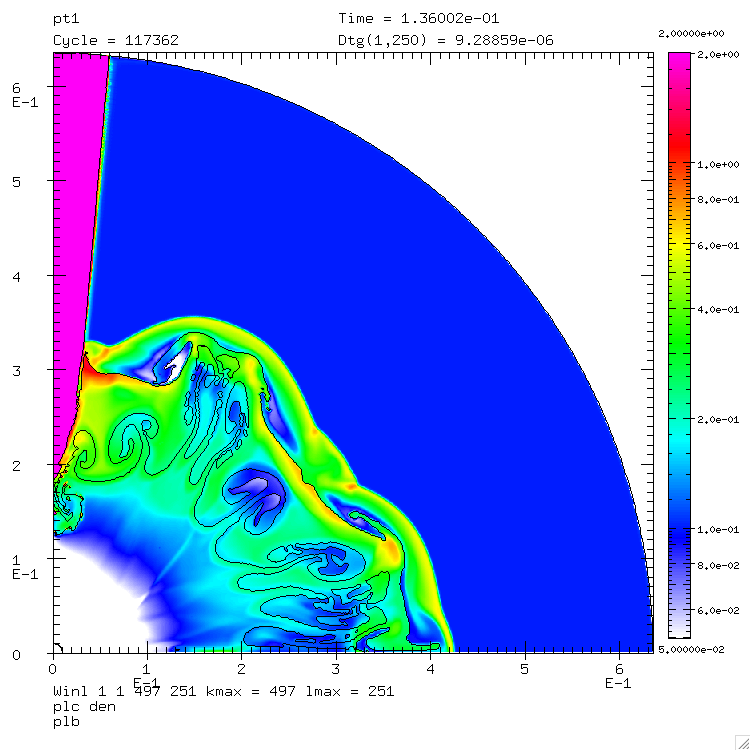 pt1 Time = 1.36002e-01
Cycle = 117362 Dtg(1,250) = 9.28859e-06
2.00000e+00
2.0e+00
1.0e+00
8.0e-01
6.0e-01
4.0e-01
2.0e-01
1.0e-01
8.0e-02
6.0e-02
5.00000e-02
6
E-1
5
4
3
2
1
E-1
0
0 1 2 3 4 5 6
E-1 E-1
Win1 1 1 497 251 kmax = 497 lmax = 251
plc den
plb